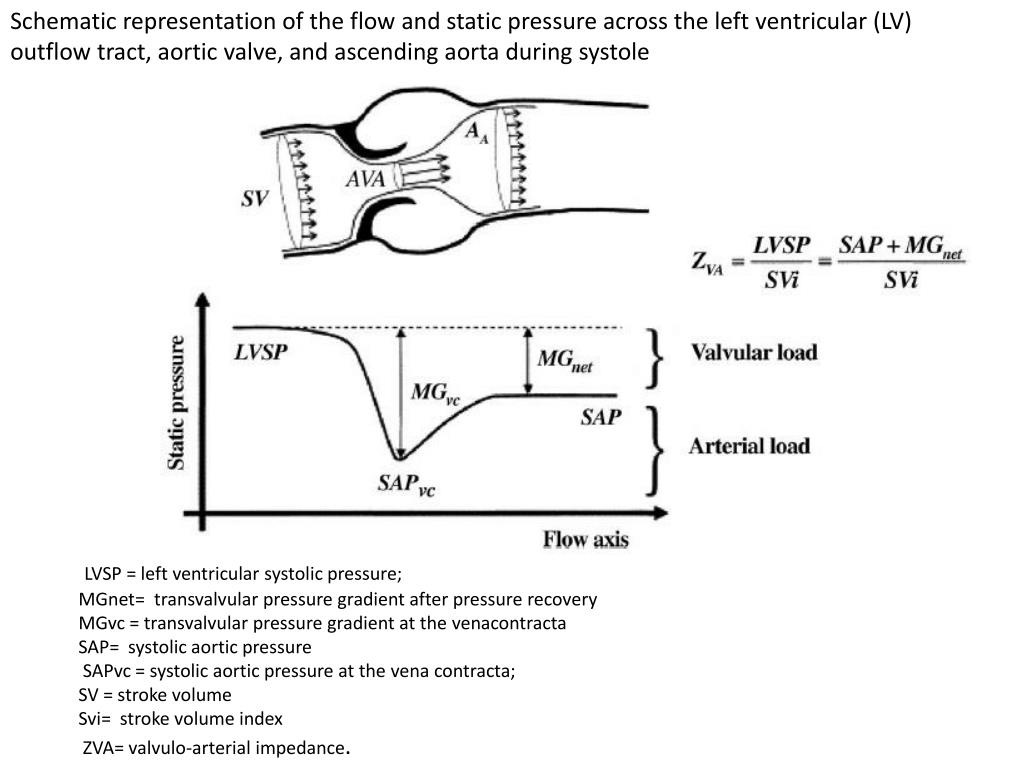 Schematic representation of the flow and static pressure across the left ventricular (LV)
outflow tract, aortic valve, and ascending aorta during systole
A_A
AVA
SV
Z_VA = LVSP / SVi = SAP + MG_net / SVi
LVSP
MG_net
Valvular load
MG_vc
SAP
Arterial load
SAP_vc
Static pressure
Flow axis
LVSP = left ventricular systolic pressure;
MGnet= transvalvular pressure gradient after pressure recovery
MGvc = transvalvular pressure gradient at the venacontracta
SAP= systolic aortic pressure
SAPvc = systolic aortic pressure at the vena contracta;
SV = stroke volume
Svi= stroke volume index
ZVA= valvulo-arterial impedance.